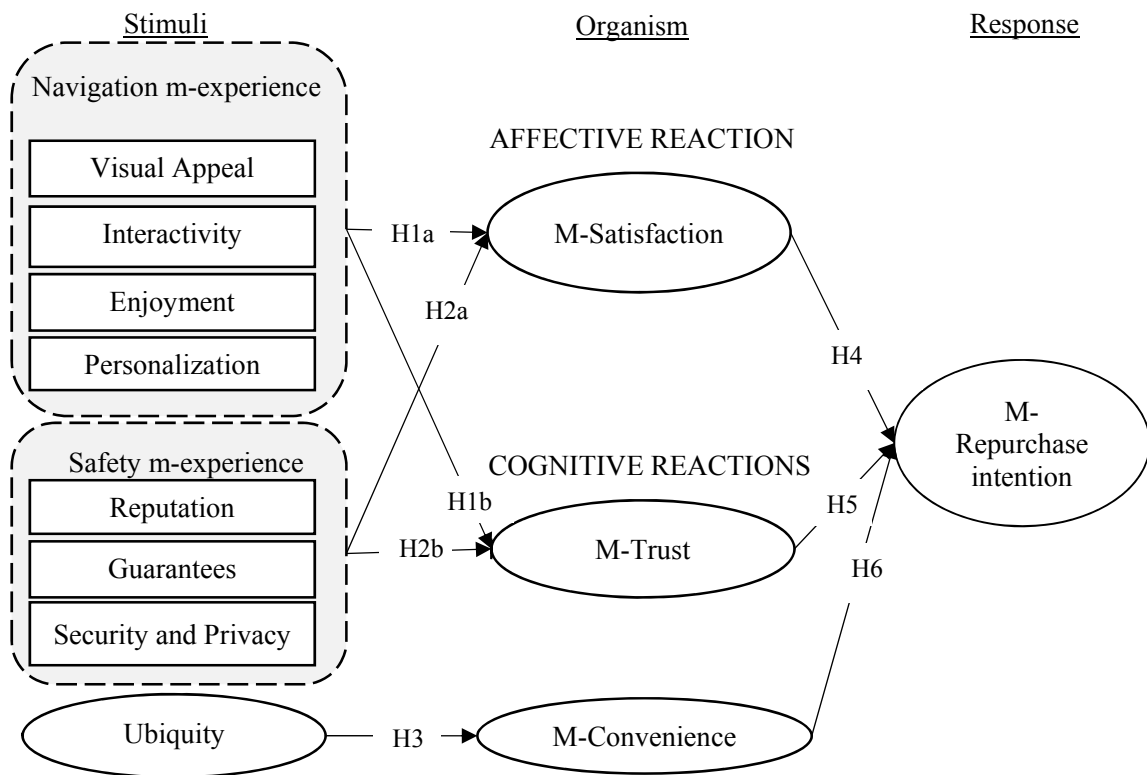 Stimuli
Organism
Response
Navigation m-experience
Visual Appeal
Interactivity
Enjoyment
Personalization
Safety m-experience
Reputation
Guarantees
Security and Privacy
Ubiquity
H1a
H2a
H1b
H2b
H3
AFFECTIVE REACTION
M-Satisfaction
COGNITIVE REACTIONS
M-Trust
M-Convenience
H4
H5
H6
M-
Repurchase
intention